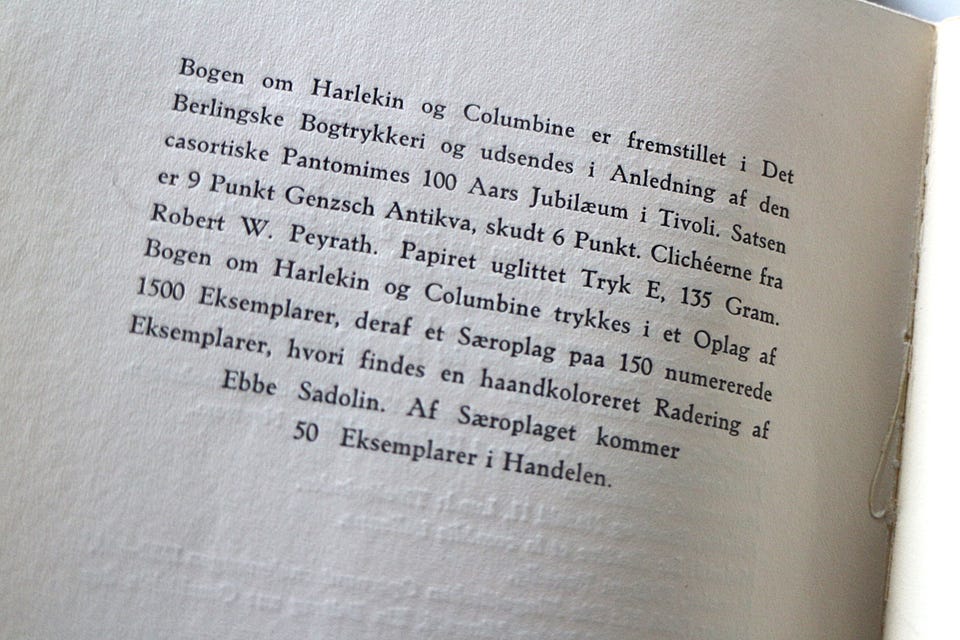 Bogen om Harlekin og Columbine er fremstillet i Det
Berlingske Bogtrykkeri og udsendes i Anledning af den
casortiske Pantomimes 100 Aars Jubilæum i Tivoli. Satsen
er 9 Punkt Genzsch Antikva, skudt 6 Punkt. Clichéerne fra
Robert W. Peyrath. Papiret uglittet Tryk E, 135 Gram.
Bogen om Harlekin og Columbine trykkes i et Oplag af
1500 Eksemplarer, deraf et Særoplag paa 150 numererede
Eksemplarer, hvori findes en haandkoloreret Radering af
Ebbe Sadolin. Af Særoplaget kommer
50 Eksemplarer i Handelen.